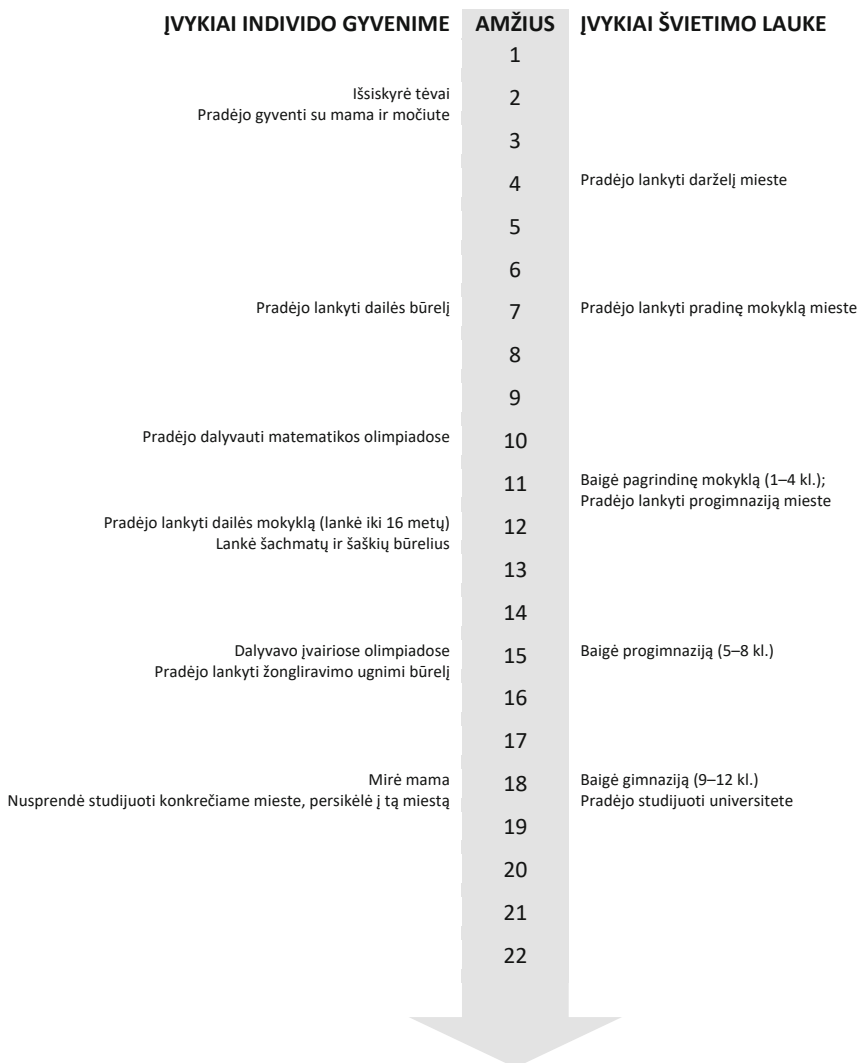 ĮVYKIAI INDIVIDO GYVENIME AMŽIUS ĮVYKIAI ŠVIETIMO LAUKE
1
Išsiskyrė tėvai
Pradėjo gyventi su mama ir močiute
2
3
4 Pradėjo lankyti darželį mieste
5
6
Pradėjo lankyti dailės būrelį 7 Pradėjo lankyti pradinę mokyklą mieste
8
9
Pradėjo dalyvauti matematikos olimpiadose 10
11
Baigė pagrindinę mokyklą (1–4 kl.);
Pradėjo lankyti progimnaziją mieste
Pradėjo lankyti dailės mokyklą (lankė iki 16 metų)
Lankė šachmatų ir šaškių būrelius
12
13
14
Dalyvavo įvairiose olimpiadose
Pradėjo lankyti žongliravimo ugnimi būrelį
15 Baigė progimnaziją (5–8 kl.)
16
17
Mirė mama
Nusprendė studijuoti konkrečiame mieste, persikėlė į tą miestą
18
Baigė gimnaziją (9–12 kl.)
Pradėjo studijuoti universitete
19
20
21
22